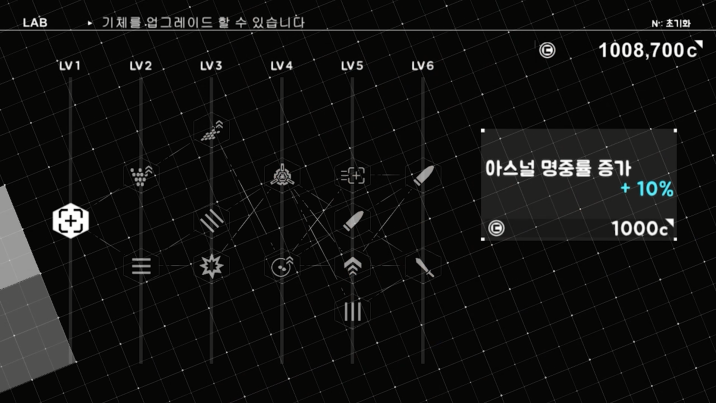 LAB
▸ 기체를 업그레이드 할 수 있습니다
N: 초기화
1008,700c
LV1 LV2 LV3 LV4 LV5 LV6
아스널 명중률 증가
+ 10%
1000c